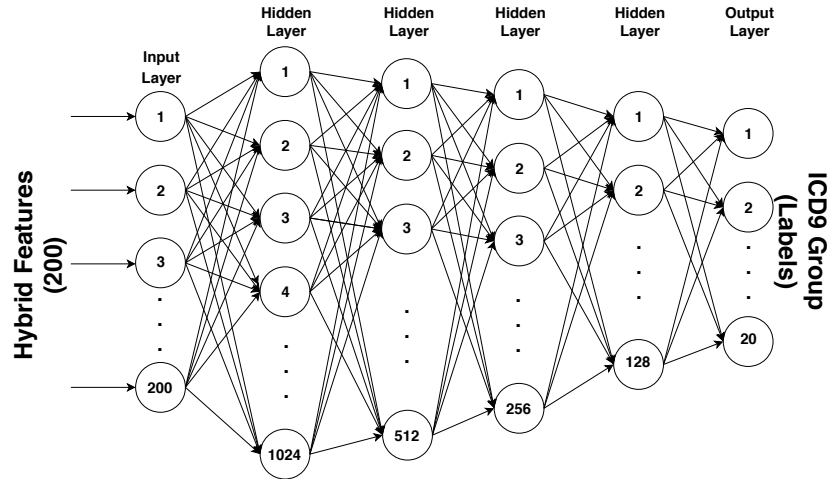 Hybrid Features
(200)
Input
Layer
1
2
3
.
.
.
200
Hidden
Layer
1
2
3
4
.
.
.
1024
Hidden
Layer
1
2
3
.
.
.
512
Hidden
Layer
1
2
3
.
.
.
256
Hidden
Layer
1
2
.
.
.
128
Output
Layer
1
2
.
.
.
20
ICD9 Group
(Labels)